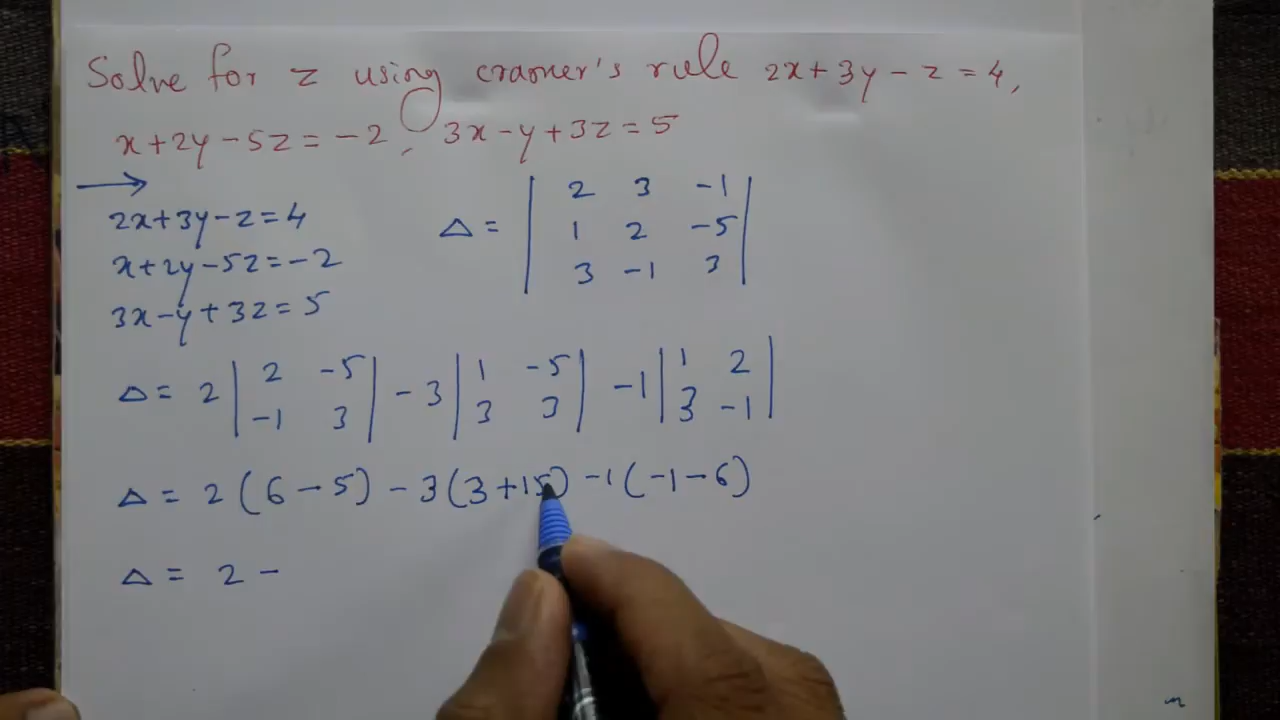 Solve for z using cramer's rule 2x+3y-z=4,
x+2y-5z=-2, 3x-y+3z=5
2x+3y-z=4
x+2y-5z=-2
3x-y+3z=5
Δ= | 2 3 -1 |
| 1 2 -5 |
| 3 -1 3 |
Δ= 2 | 2 -5 | -3 | 1 -5 | -1 | 1 2 |
| -1 3 | | 3 3 | | 3 -1 |
Δ= 2(6-5) -3(3+15) -1(-1-6)
Δ= 2 -